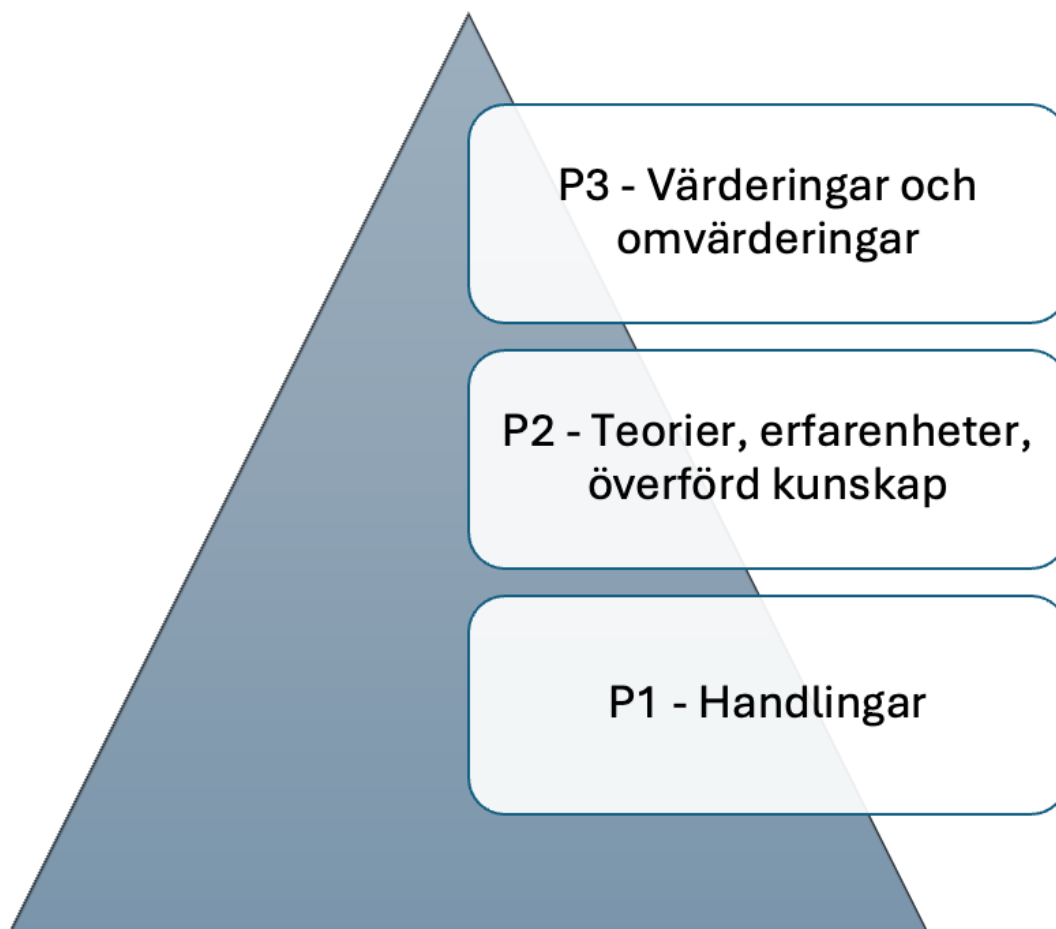 P3 - Värderingar och
omvärderingar
P2 - Teorier, erfarenheter,
överförd kunskap
P1 - Handlingar